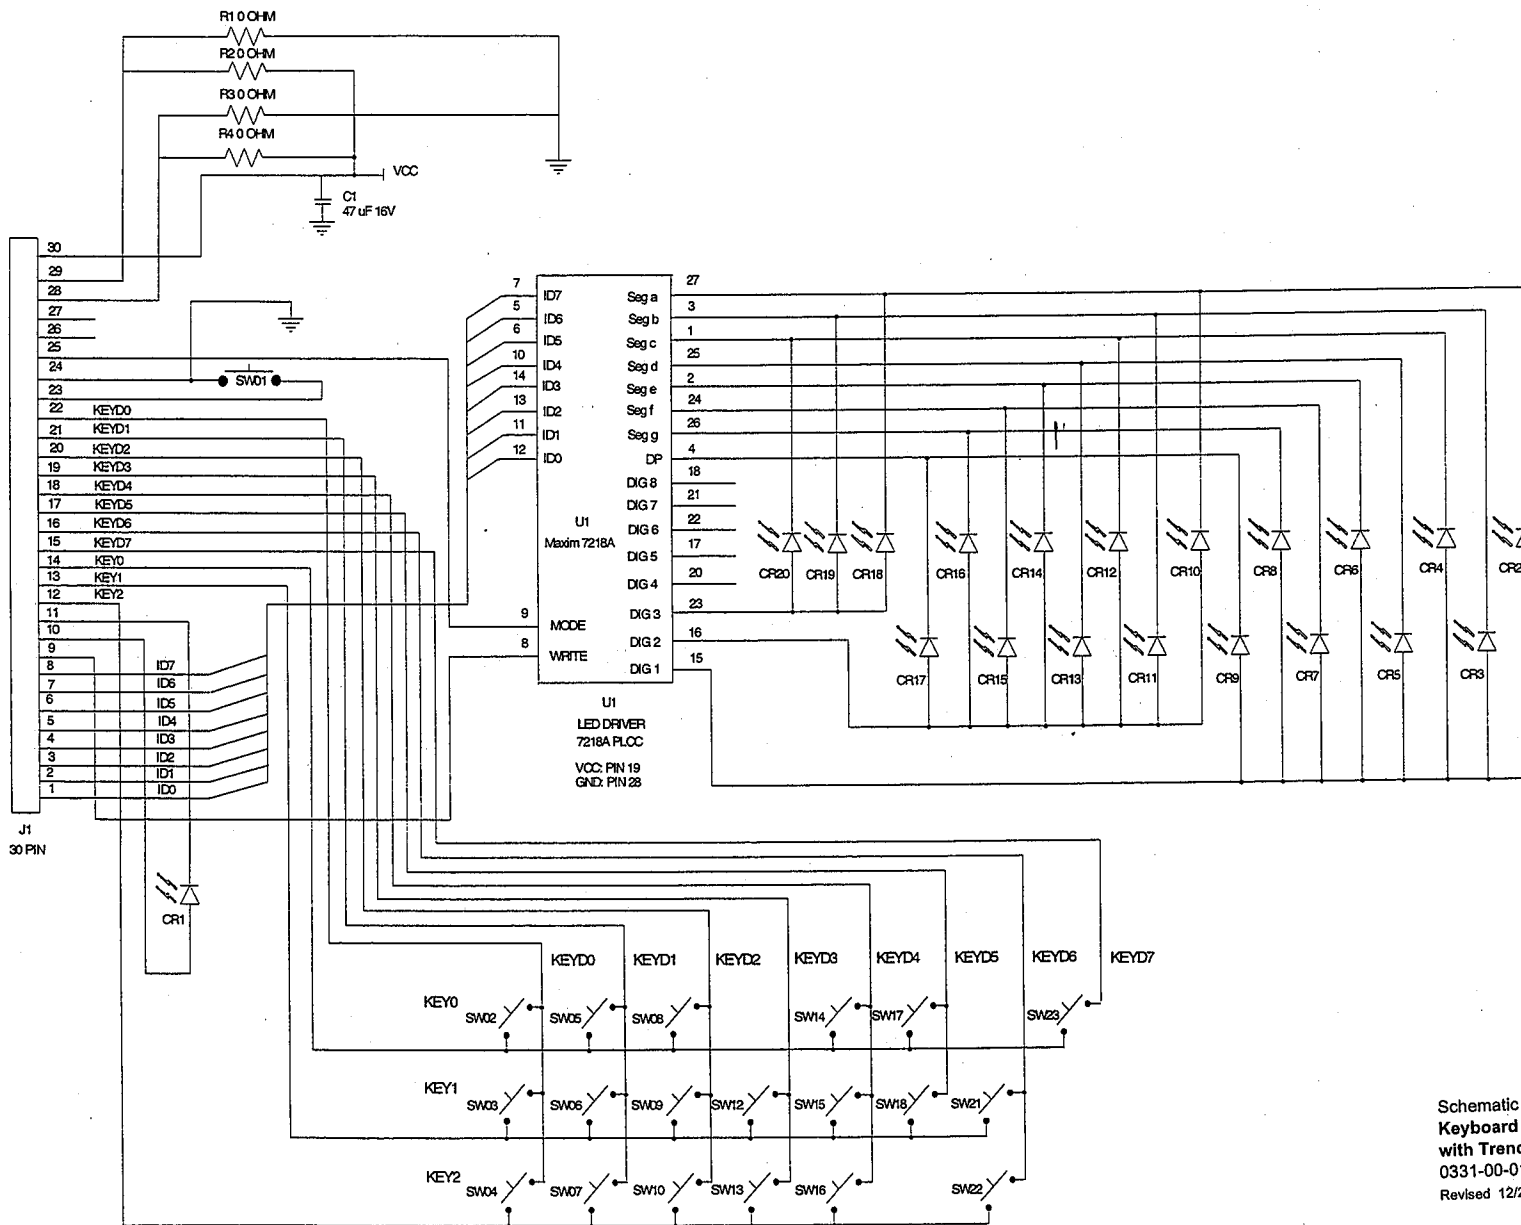 R1 0 OHM
R2 0 OHM
R3 0 OHM
R4 0 OHM
VCC
C1
47 uF 16V
30
29
28
27
26
25
24
23
22 KEYD0
21 KEYD1
20 KEYD2
19 KEYD3
18 KEYD4
17 KEYD5
16 KEYD6
15 KEYD7
14 KEY0
13 KEY1
12 KEY2
11
10
9
8 ID7
7 ID6
6 ID5
5 ID4
4 ID3
3 ID2
2 ID1
1 ID0
J1
30 PIN
SW01
CR1
7 ID7
5 ID6
6 ID5
10 ID4
14 ID3
13 ID2
11 ID1
12 ID0
9 MODE
8 WRITE
U1
Maxim 7218A
Seg a 27
Seg b 3
Seg c 1
Seg d 25
Seg e 2
Seg f 24
Seg g 26
DP 4
DIG 8 18
DIG 7 21
DIG 6 22
DIG 5 17
DIG 4 20
DIG 3 23
DIG 2 16
DIG 1 15
U1
LED DRIVER
7218A PLCC
VCC: PIN 19
GND: PIN 28
CR20 CR19 CR18 CR16 CR14 CR12 CR10 CR8 CR6 CR4 CR2
CR17 CR15 CR13 CR11 CR9 CR7 CR5 CR3
KEYD0 KEYD1 KEYD2 KEYD3 KEYD4 KEYD5 KEYD6 KEYD7
KEY0 SW02 SW05 SW08 SW14 SW17 SW23
KEY1 SW03 SW06 SW09 SW12 SW15 SW18 SW21
KEY2 SW04 SW07 SW10 SW13 SW16 SW22
Schematic
Keyboard
with Trend
0331-00-01
Revised 12/2